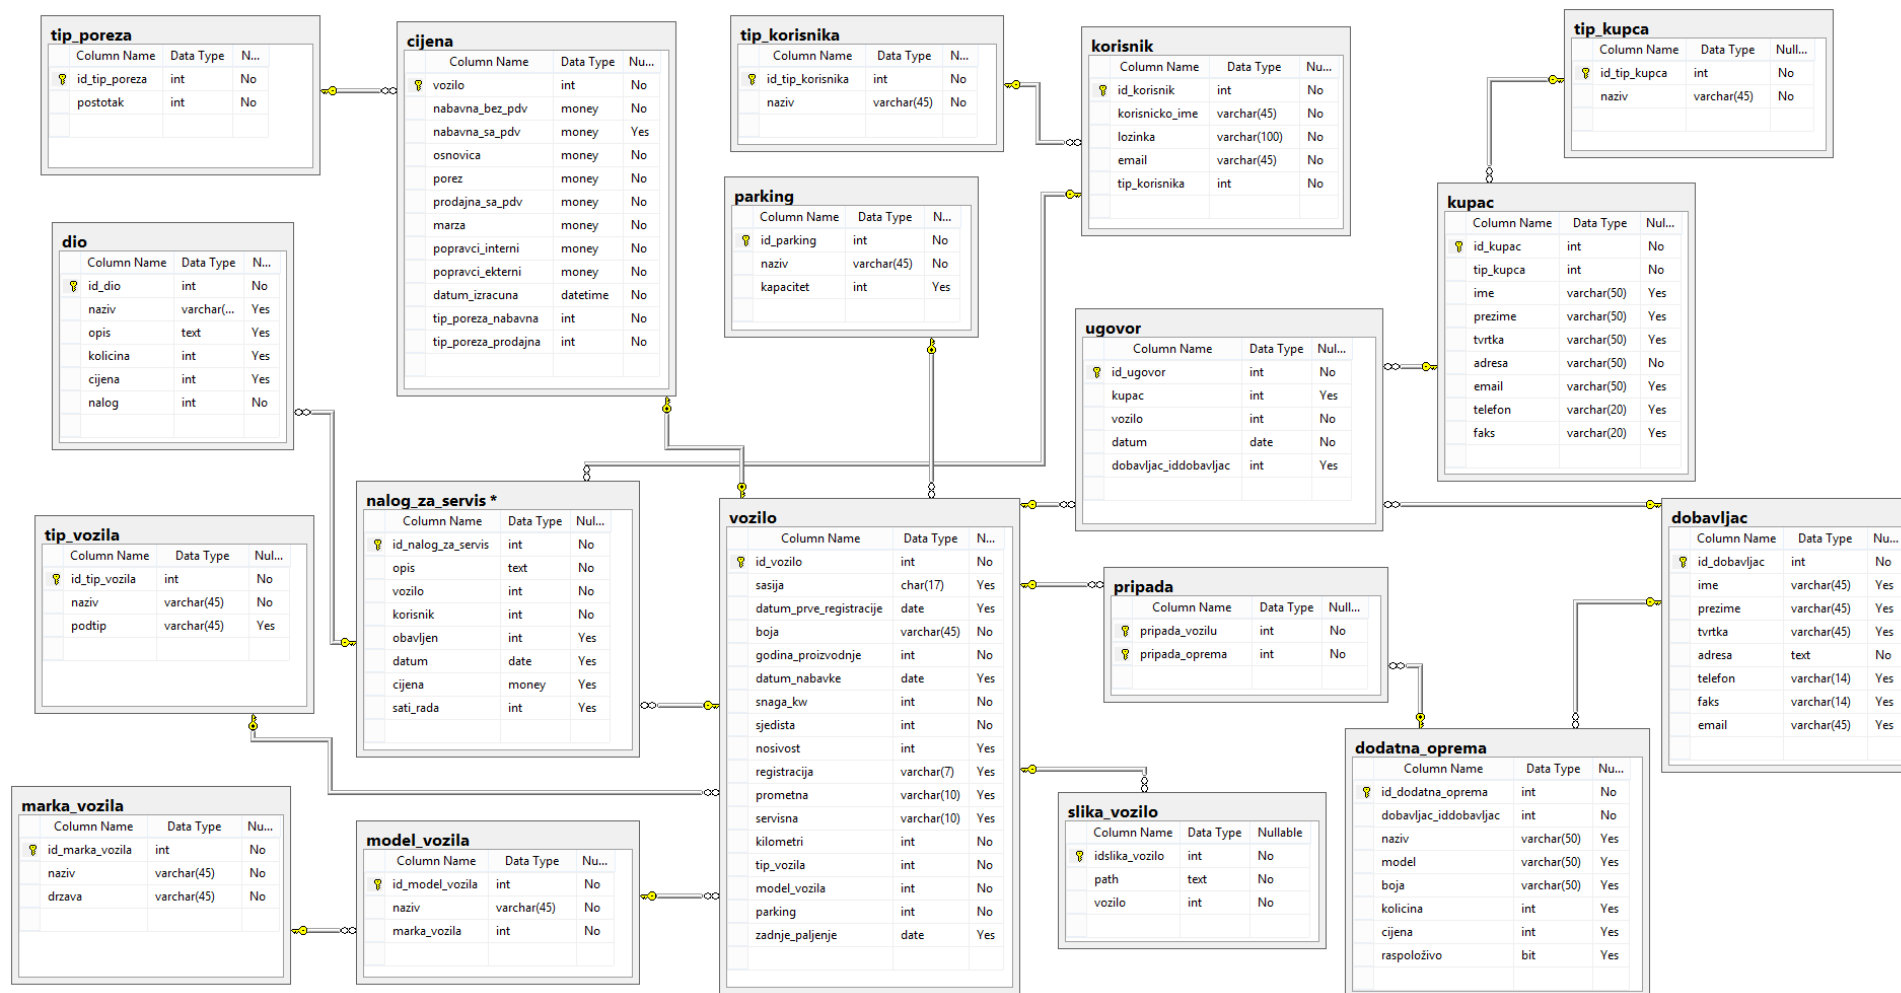 tip_poreza
Column Name Data Type N...
id_tip_poreza int No
postotak int No
cijena
Column Name Data Type Nu...
vozilo int No
nabavna_bez_pdv money No
nabavna_sa_pdv money Yes
osnovica money No
porez money No
prodajna_sa_pdv money No
marza money No
popravci_interni money No
popravci_ekterni money No
datum_izracuna datetime No
tip_poreza_nabavna int No
tip_poreza_prodajna int No
tip_korisnika
Column Name Data Type N...
id_tip_korisnika int No
naziv varchar(45) No
korisnik
Column Name Data Type Nu...
id_korisnik int No
korisnicko_ime varchar(45) No
lozinka varchar(100) No
email varchar(45) No
tip_korisnika int No
tip_kupca
Column Name Data Type Null...
id_tip_kupca int No
naziv varchar(45) No
parking
Column Name Data Type N...
id_parking int No
naziv varchar(45) No
kapacitet int Yes
kupac
Column Name Data Type Nul...
id_kupac int No
tip_kupca int No
ime varchar(50) Yes
prezime varchar(50) Yes
tvrtka varchar(50) Yes
adresa varchar(50) No
email varchar(50) Yes
telefon varchar(20) Yes
faks varchar(20) Yes
dio
Column Name Data Type N...
id_dio int No
naziv varchar(... Yes
opis text Yes
kolicina int Yes
cijena int Yes
nalog int No
ugovor
Column Name Data Type Nul...
id_ugovor int No
kupac int Yes
vozilo int No
datum date No
dobavljac_iddobavljac int Yes
nalog_za_servis *
Column Name Data Type Nul...
id_nalog_za_servis int No
opis text No
vozilo int No
korisnik int No
obavljen int Yes
datum date Yes
cijena money Yes
sati_rada int Yes
tip_vozila
Column Name Data Type Nul...
id_tip_vozila int No
naziv varchar(45) No
podtip varchar(45) Yes
vozilo
Column Name Data Type N...
id_vozilo int No
sasija char(17) Yes
datum_prve_registracije date Yes
boja varchar(45) No
godina_proizvodnje int No
datum_nabavke date Yes
snaga_kw int No
sjedista int No
nosivost int Yes
registracija varchar(7) Yes
prometna varchar(10) Yes
servisna varchar(10) Yes
kilometri int No
tip_vozila int No
model_vozila int No
parking int No
zadnje_paljenje date Yes
pripada
Column Name Data Type Null...
pripada_vozilu int No
pripada_oprema int No
dobavljac
Column Name Data Type Nu...
id_dobavljac int No
ime varchar(45) Yes
prezime varchar(45) Yes
tvrtka varchar(45) Yes
adresa text No
telefon varchar(14) Yes
faks varchar(14) Yes
email varchar(45) Yes
marka_vozila
Column Name Data Type Nu...
id_marka_vozila int No
naziv varchar(45) No
drzava varchar(45) No
model_vozila
Column Name Data Type Nu...
id_model_vozila int No
naziv varchar(45) No
marka_vozila int No
slika_vozilo
Column Name Data Type Nullable
idslika_vozilo int No
path text No
vozilo int No
dodatna_oprema
Column Name Data Type Nu...
id_dodatna_oprema int No
dobavljac_iddobavljac int No
naziv varchar(50) Yes
model varchar(50) Yes
boja varchar(50) Yes
kolicina int Yes
cijena int Yes
raspoloživo bit Yes